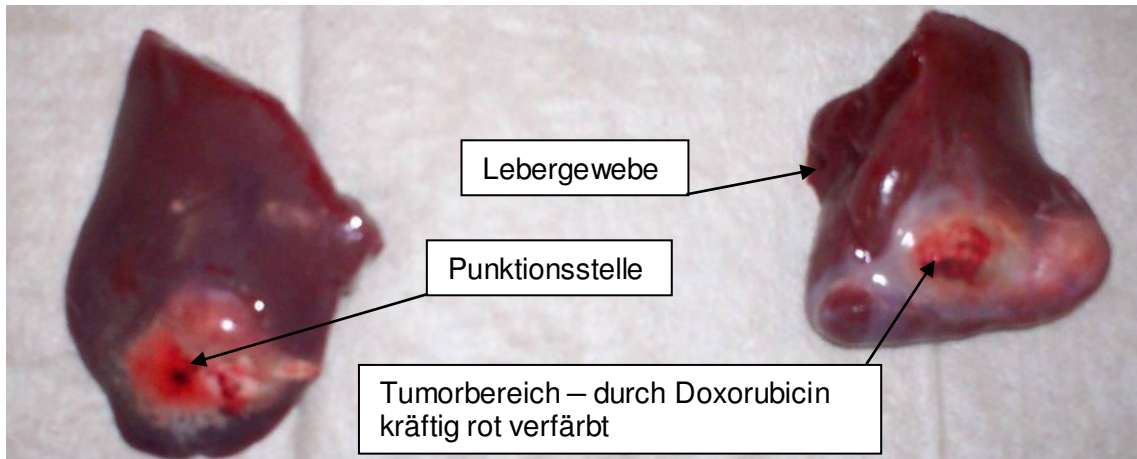 Lebergewebe
Punktionsstelle
Tumorbereich – durch Doxorubicin
kräftig rot verfärbt